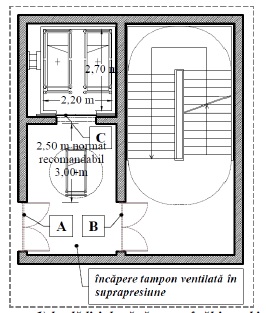 2.70 m
2,20 m
C
2.50 m normat
recomandabil
3,00 m
A
B
încăpere tampon ventilată în
suprapresiune